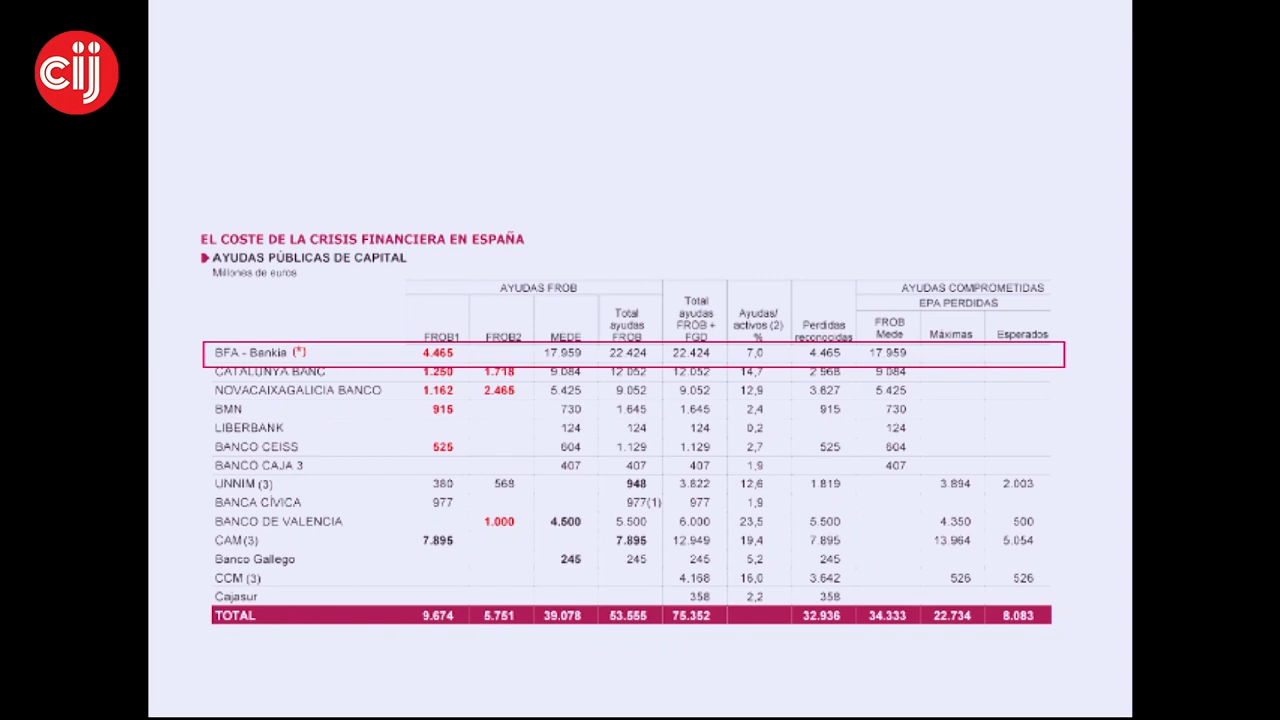 cij
EL COSTE DE LA CRISIS FINANCIERA EN ESPAÑA
AYUDAS PÚBLICAS DE CAPITAL
Millones de euros
AYUDAS FROB
AYUDAS COMPROMETIDAS
EPA PERDIDAS
FROB1 FROB2 MEDE Total ayudas FROB Total ayudas FROB + FGD Ayudas/ activos (2) % Perdidas reconocidas FROB Mede Máximas Esperados
BFA - Bankia (*) 4.465 17.959 22.424 22.424 7,0 4.465 17.959
CATALUNYA BANC 1.250 1.718 9.084 12.052 12.052 14,7 2.968 9.084
NOVACAIXAGALICIA BANCO 1.162 2.465 5.425 9.052 9.052 12,9 3.627 5.425
BMN 915 730 1.645 1.645 2,4 915 730
LIBERBANK 124 124 124 0,2 124
BANCO CEISS 525 604 1.129 1.129 2,7 525 604
BANCO CAJA 3 407 407 407 1,9 407
UNNIM (3) 380 568 948 3.822 12,6 1.819 3.894 2.003
BANCA CÍVICA 977 977(1) 977 1,9
BANCO DE VALENCIA 1.000 4.500 5.500 6.000 23,5 5.500 4.350 500
CAM(3) 7.895 7.895 12.949 19,4 7.895 13.964 5.054
Banco Gallego 245 245 245 5,2 245
CCM (3) 4.168 16,0 3.642 526 526
Cajasur 358 2,2 358
TOTAL 9.674 5.751 39.078 53.555 75.352 32.936 34.333 22.734 8.083